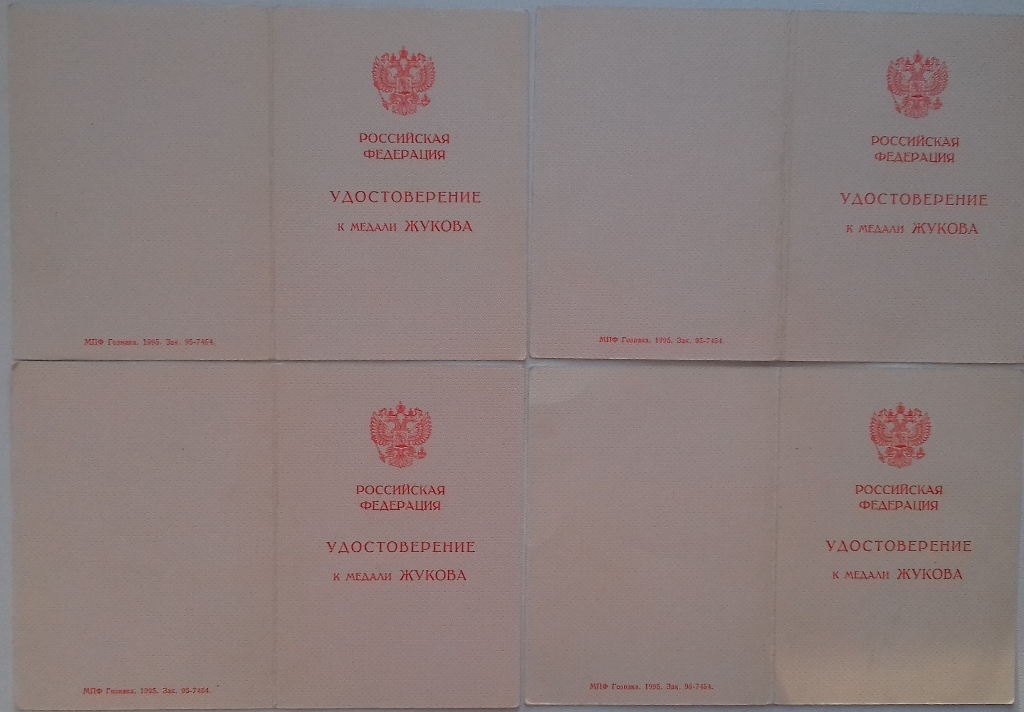 РОССИЙСКАЯ
ФЕДЕРАЦИЯ
УДОСТОВЕРЕНИЕ
К МЕДАЛИ ЖУКОВА
МПФ Гознака. 1995. Зак. 95-7454.
РОССИЙСКАЯ
ФЕДЕРАЦИЯ
УДОСТОВЕРЕНИЕ
К МЕДАЛИ ЖУКОВА
МПФ Гознака. 1995. Зак. 95-7454.
РОССИЙСКАЯ
ФЕДЕРАЦИЯ
УДОСТОВЕРЕНИЕ
К МЕДАЛИ ЖУКОВА
МПФ Гознака. 1995. Зак. 95-7454.
РОССИЙСКАЯ
ФЕДЕРАЦИЯ
УДОСТОВЕРЕНИЕ
К МЕДАЛИ ЖУКОВА
МПФ Гознака. 1995. Зак. 95-7454.